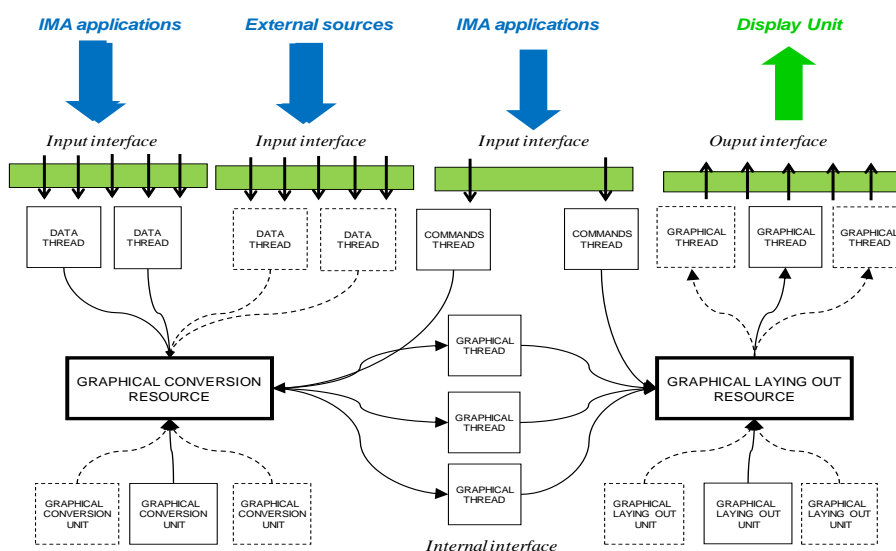 IMA applications
External sources
IMA applications
Display Unit
Input interface
Input interface
Input interface
Ouput interface
DATA
THREAD
DATA
THREAD
DATA
THREAD
DATA
THREAD
COMMANDS
THREAD
COMMANDS
THREAD
GRAPHICAL
THREAD
GRAPHICAL
THREAD
GRAPHICAL
THREAD
GRAPHICAL
THREAD
GRAPHICAL CONVERSION
RESOURCE
GRAPHICAL LAYING OUT
RESOURCE
GRAPHICAL
THREAD
GRAPHICAL
THREAD
GRAPHICAL
CONVERSION
UNIT
GRAPHICAL
CONVERSION
UNIT
GRAPHICAL
CONVERSION
UNIT
GRAPHICAL
LAYING OUT
UNIT
GRAPHICAL
LAYING OUT
UNIT
GRAPHICAL
LAYING OUT
UNIT
Internal interface